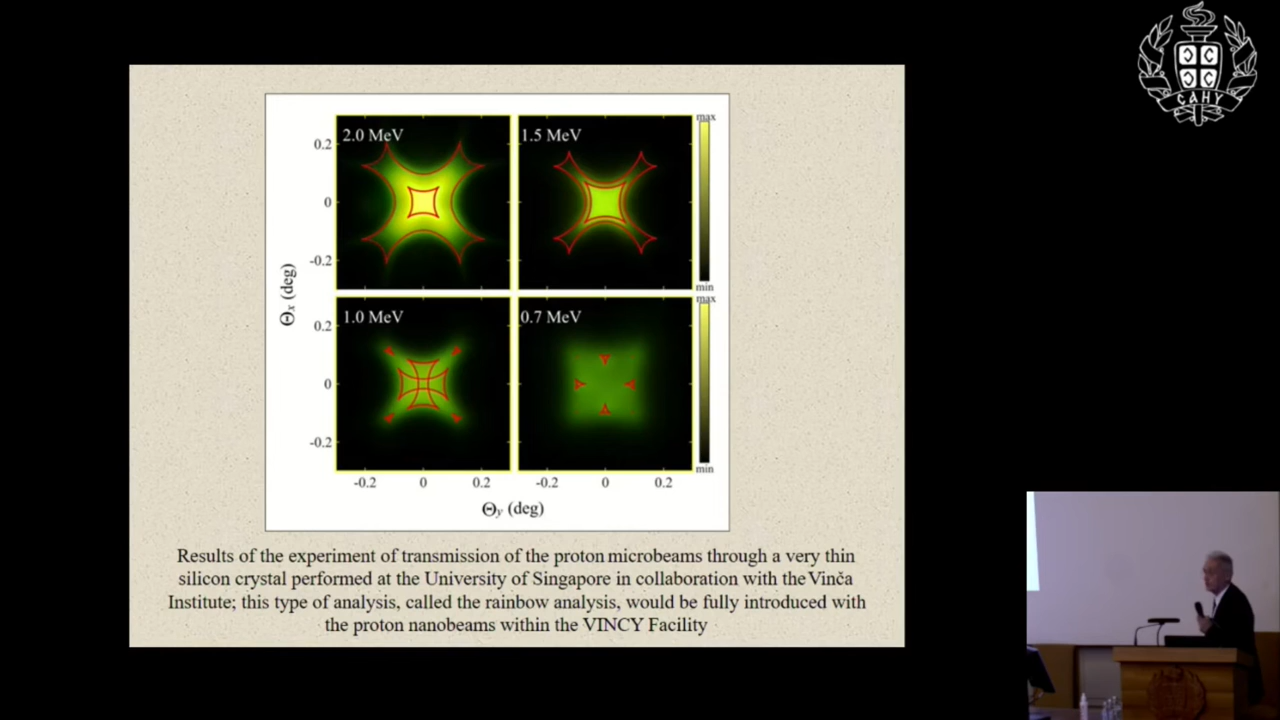 САНУ
2.0 MeV
1.5 MeV
max
0.2
0
-0.2
min
1.0 MeV
0.7 MeV
max
0.2
0
-0.2
min
-0.2 0 0.2 -0.2 0 0.2
Θx (deg)
Θy (deg)
Results of the experiment of transmission of the proton microbeams through a very thin
silicon crystal performed at the University of Singapore in collaboration with the Vinča
Institute; this type of analysis, called the rainbow analysis, would be fully introduced with
the proton nanobeams within the VINCY Facility